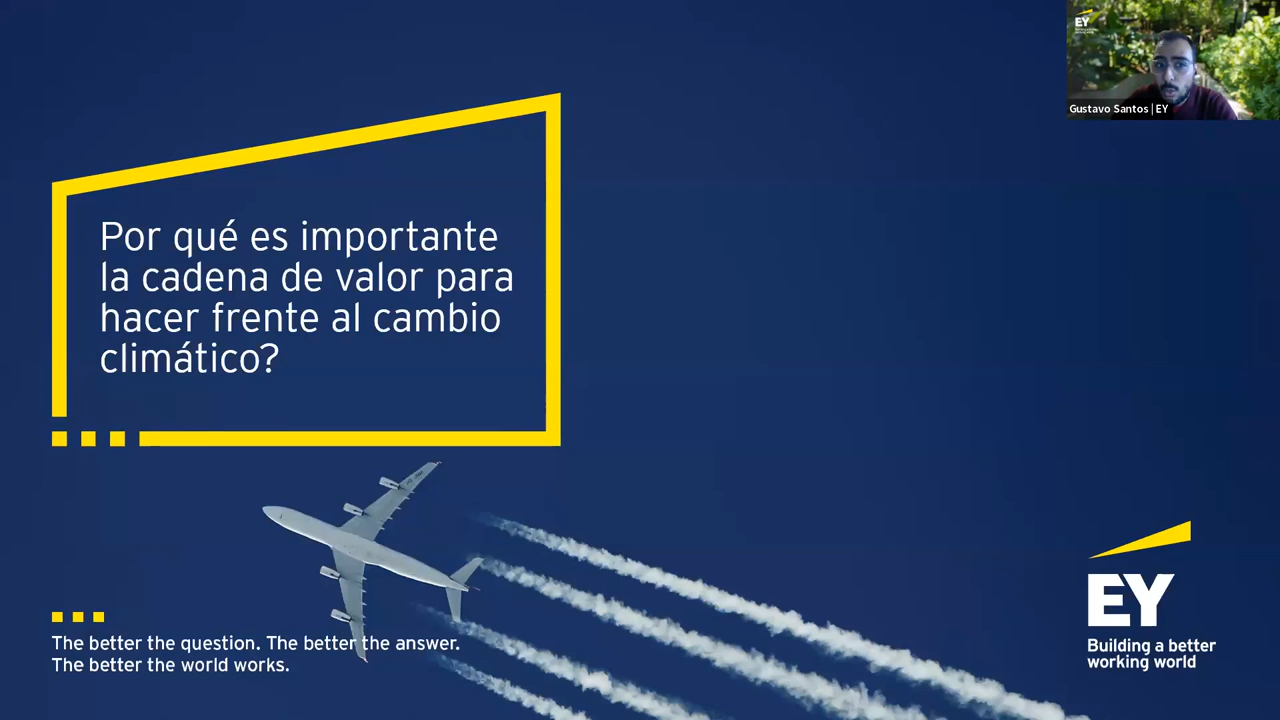 EY
Gustavo Santos | EY
Por qué es importante
la cadena de valor para
hacer frente al cambio
climático?
The better the question. The better the answer.
The better the world works.
EY
Building a better
working world